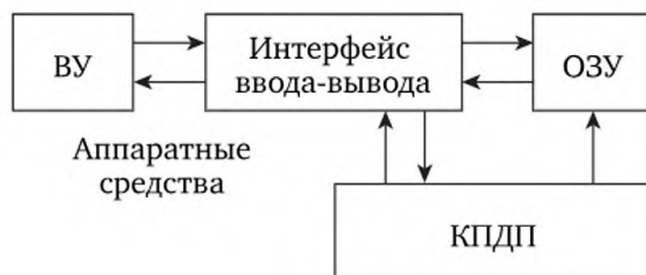 ВУ
Интерфейс
ввода-вывода
ОЗУ
Аппаратные
средства
КПДП